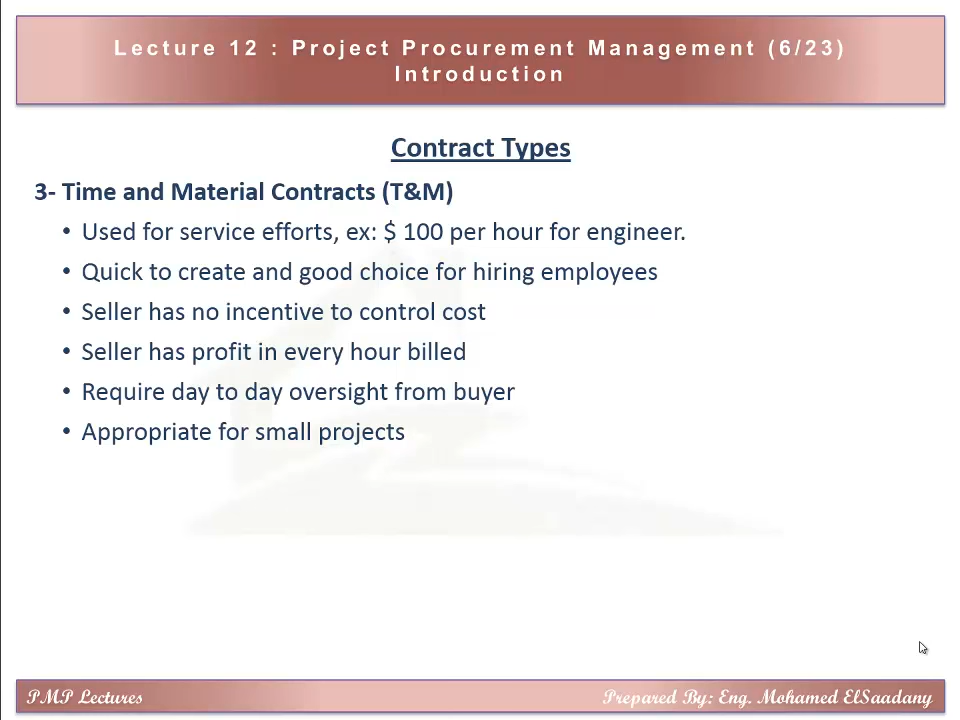 Lecture 12 : Project Procurement Management (6/23)
Introduction
Contract Types
3- Time and Material Contracts (T&M)
• Used for service efforts, ex: $ 100 per hour for engineer.
• Quick to create and good choice for hiring employees
• Seller has no incentive to control cost
• Seller has profit in every hour billed
• Require day to day oversight from buyer
• Appropriate for small projects
PMP Lectures
Prepared By: Eng. Mohamed ElSaadany